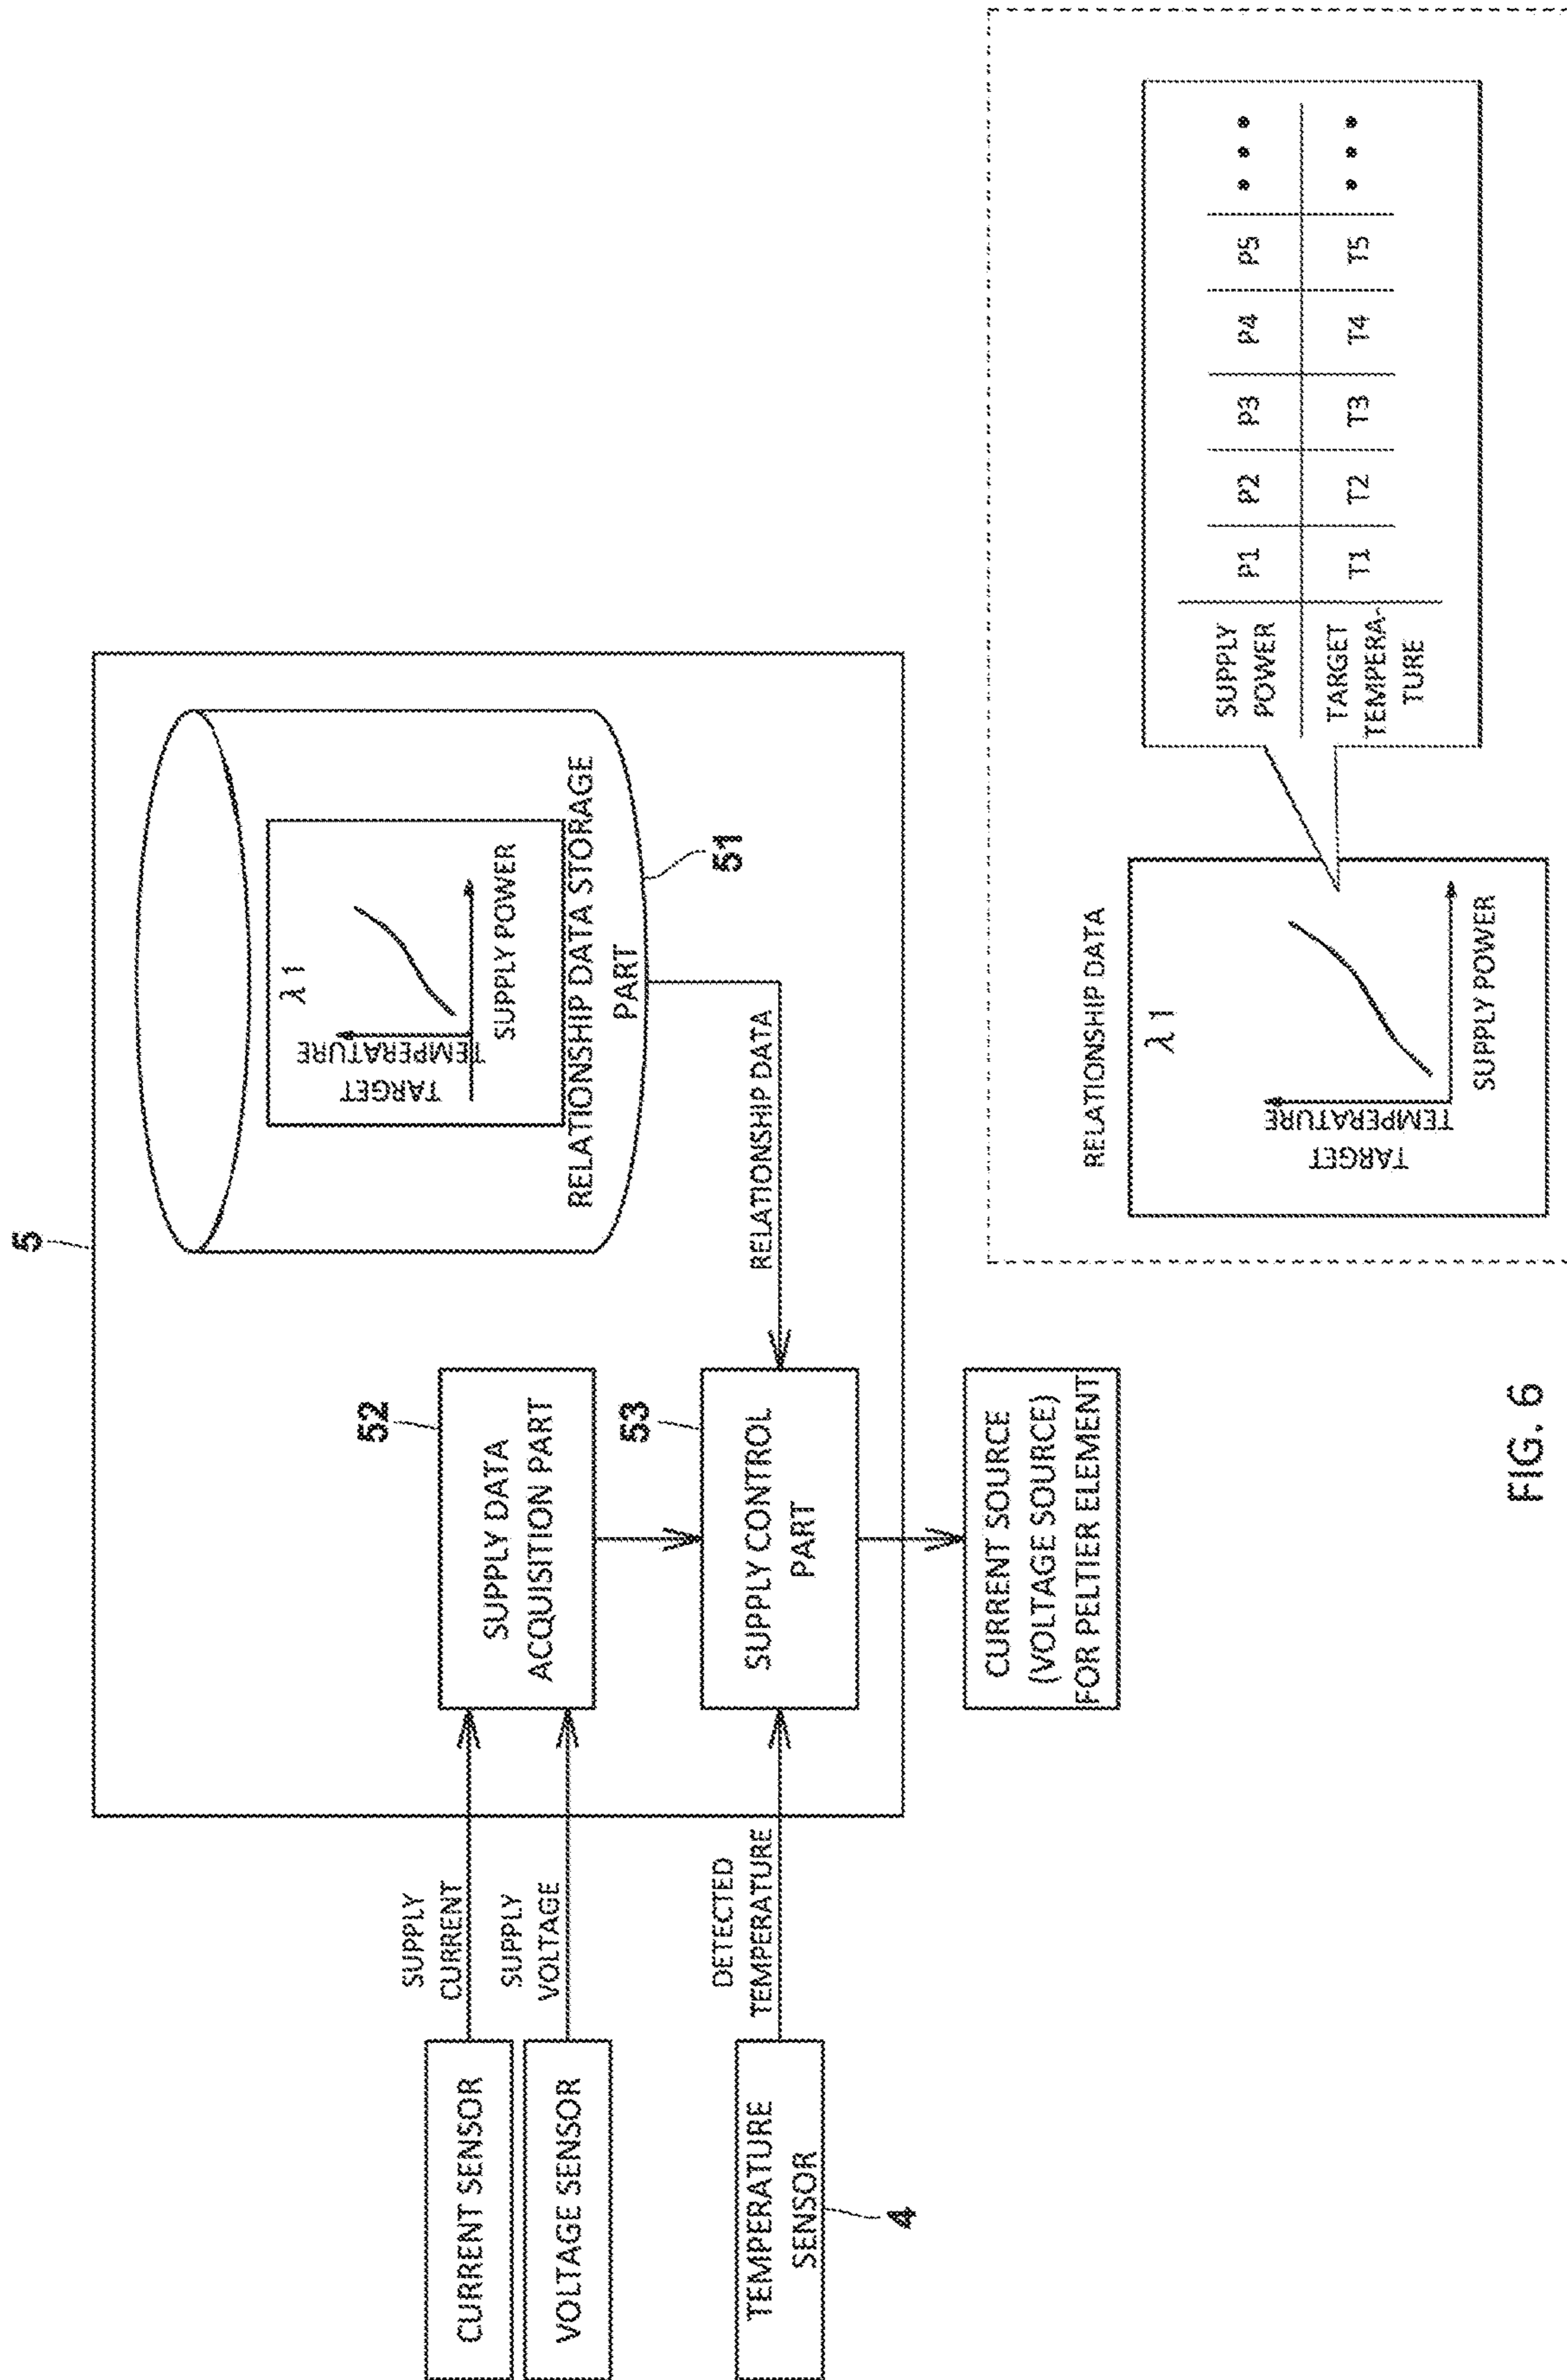 5
CURRENT SENSOR
VOLTAGE SENSOR
TEMPERATURE
SENSOR
4
SUPPLY
CURRENT
SUPPLY
VOLTAGE
DETECTED
TEMPERATURE
52
SUPPLY DATA
ACQUISITION PART
53
SUPPLY CONTROL
PART
CURRENT SOURCE
(VOLTAGE SOURCE)
FOR PELTIER ELEMENT
λ1
TARGET
TEMPERATURE
SUPPLY POWER
RELATIONSHIP DATA STORAGE
PART
51
RELATIONSHIP DATA
RELATIONSHIP DATA
λ1
TARGET
TEMPERATURE
SUPPLY POWER
SUPPLY
POWER
P1 P2 P3 P4 P5 • • •
TARGET
TEMPERA-
TURE
T1 T2 T3 T4 T5 • • •
FIG. 6